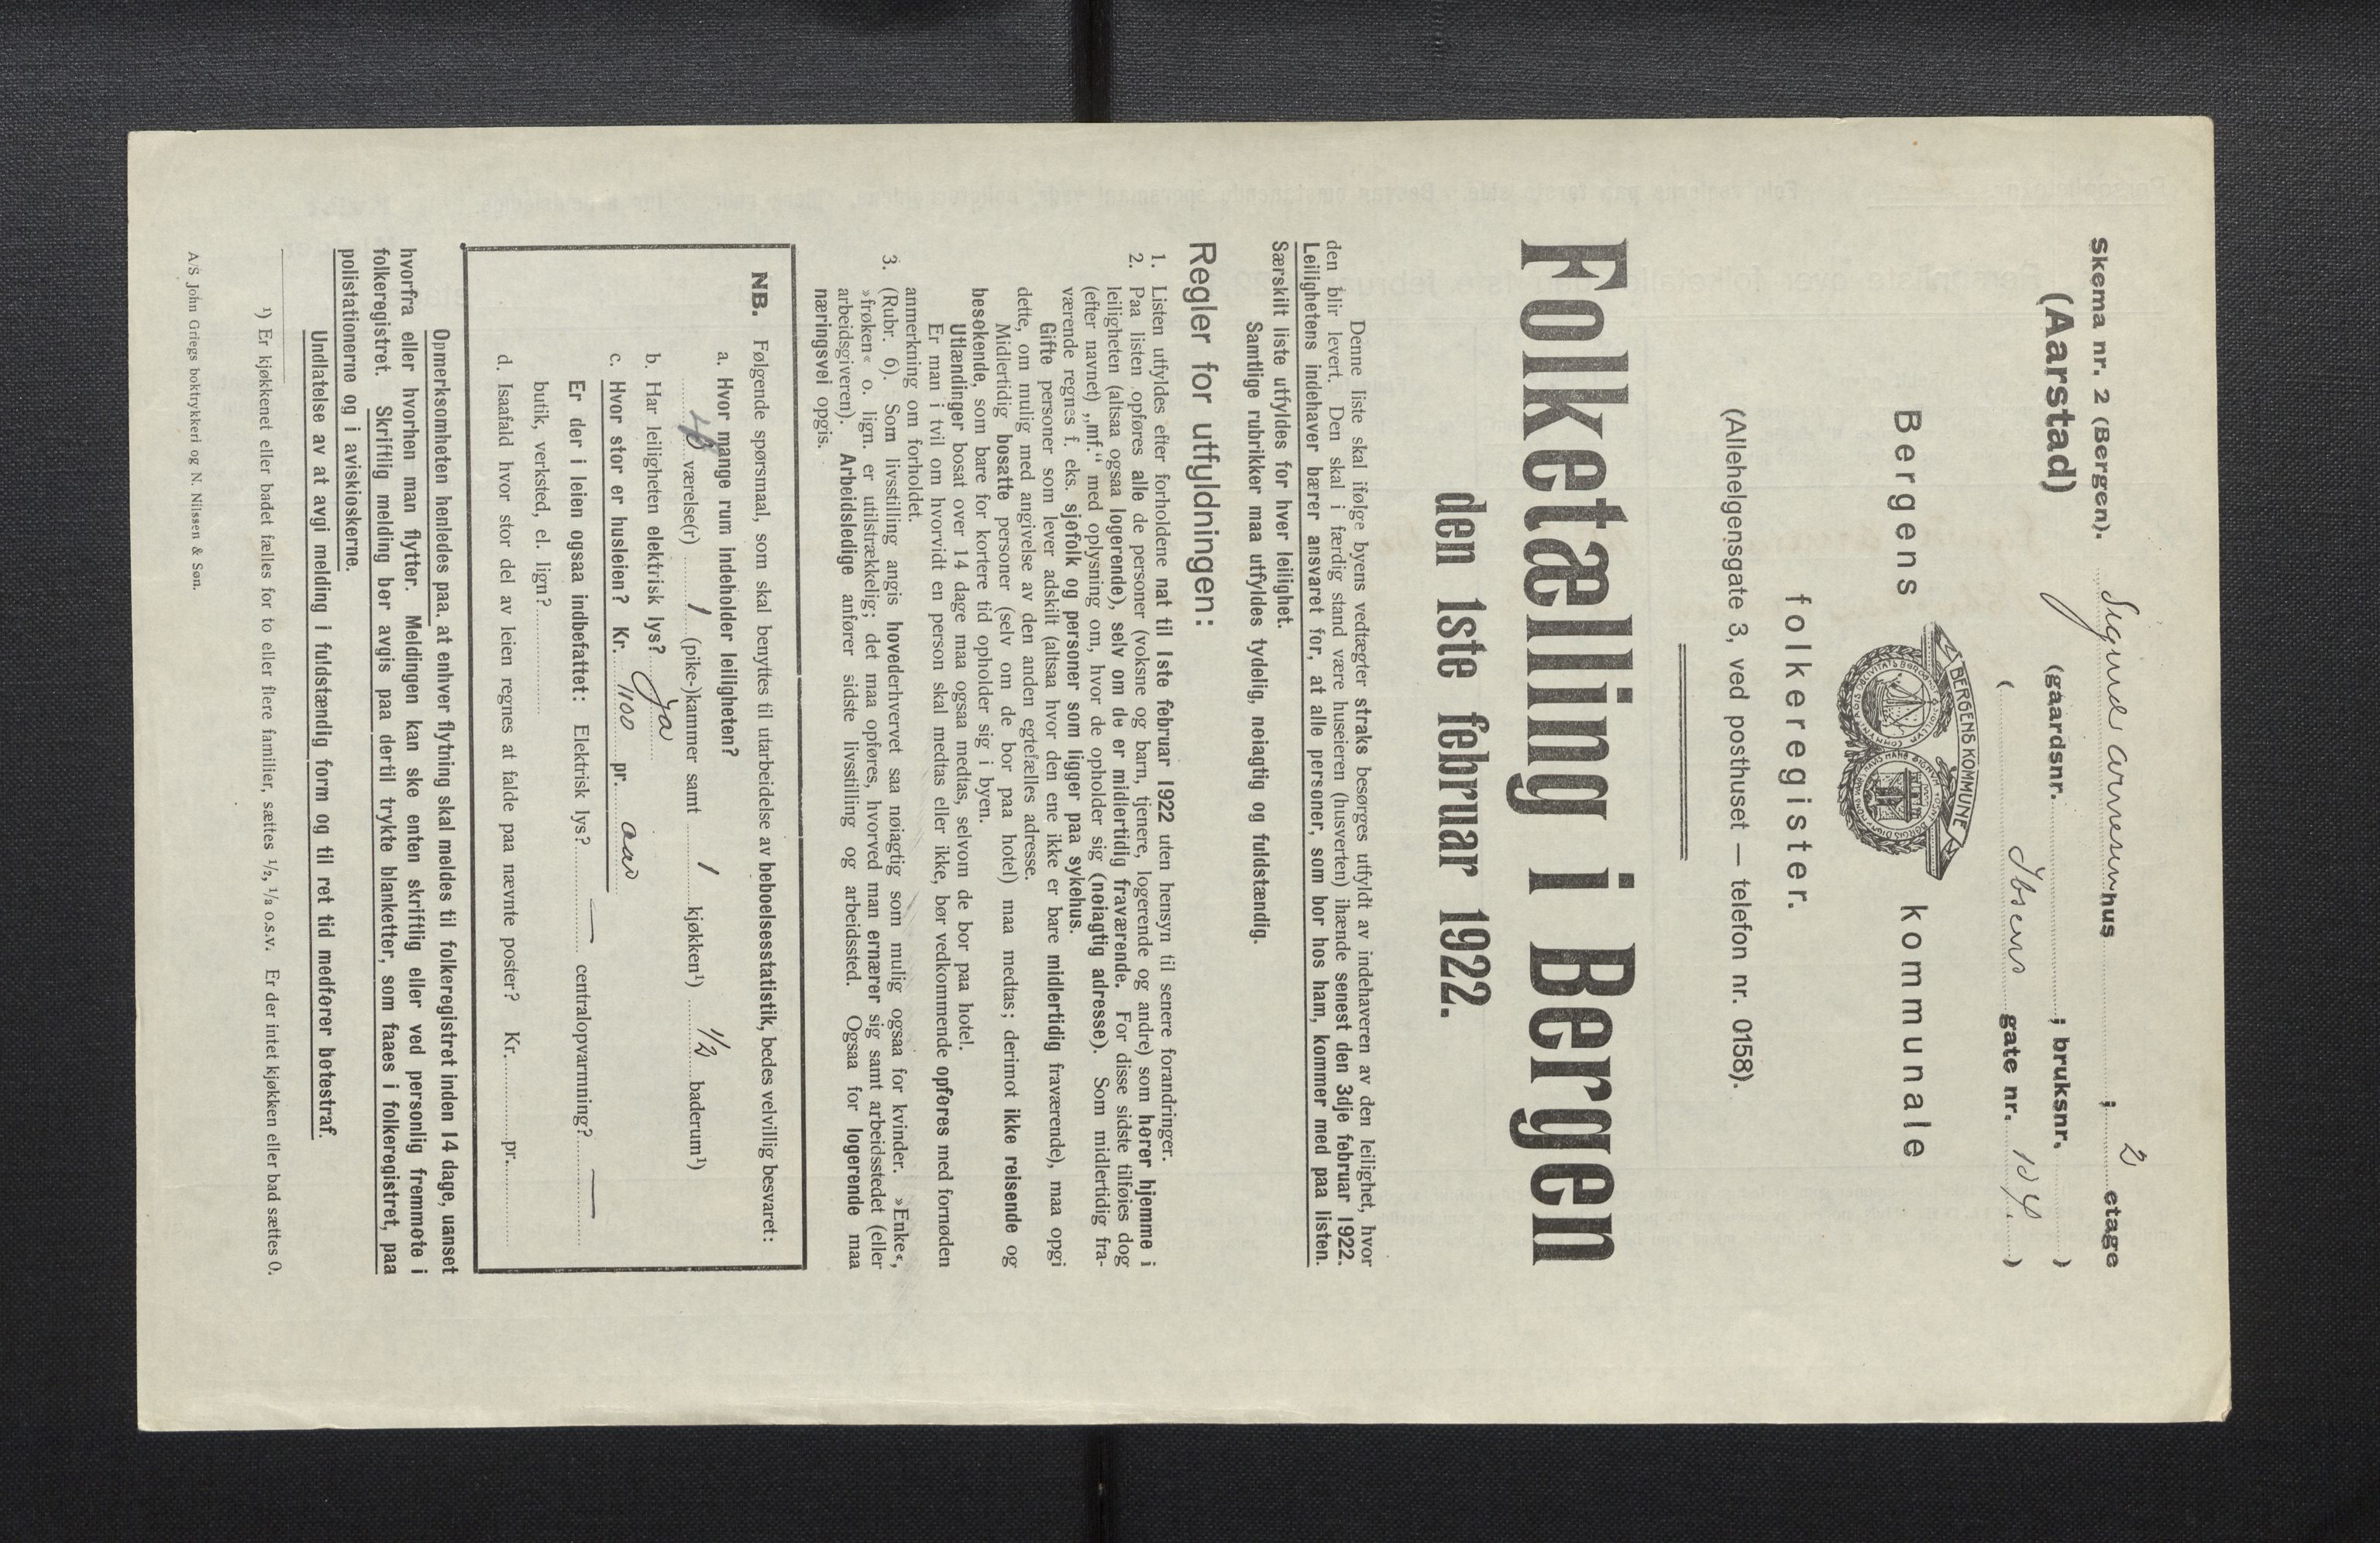 Skema nr. 2 (Bergen). Sigurd Arnesens hus ; 2 etage
(Aarstad) (gaardsnr. ; bruksnr. )
( Ibsens gate nr. 104 )
Bergens kommunale
BERGENS KOMMUNE
folkeregister.
(Allehelgensgate 3, ved posthuset — telefon nr. 0158).
Folketælling i Bergen
den 1ste februar 1922.
Denne liste skal ifølge byens vedtægter straks besørges utfyldt av indehaveren av den leilighet, hvor
den blir levert. Den skal i færdig stand være huseieren (husverten) ihænde senest den 3dje februar 1922.
Leilighetens indehaver bærer ansvaret for, at alle personer, som bor hos ham, kommer med paa listen.
Særskilt liste utfyldes for hver leilighet.
Samtlige rubrikker maa utfyldes tydelig, nøiagtig og fuldstændig.
Regler for utfyldningen:
1. Listen utfyldes efter forholdene nat til 1ste februar 1922 uten hensyn til senere forandringer.
2. Paa listen opføres alle de personer (voksne og barn, tjenere, logerende og andre) som hører hjemme i
leiligheten (altsaa ogsaa logerende), selv om de er midlertidig fraværende. For disse sidste tilføies dog
(efter navnet) „mf.“ med oplysning om, hvor de opholder sig (nøiagtig adresse). Som midlertidig fra-
værende regnes f. eks. sjøfolk og personer som ligger paa sykehus.
Gifte personer som lever adskilt (altsaa hvor den ene ikke er bare midlertidig fraværende), maa opgi
dette, om mulig med angivelse av den anden egtefælles adresse.
Midlertidig bosatte personer (selv om de bor paa hotel) maa medtas; derimot ikke reisende og
besøkende, som bare for kortere tid opholder sig i byen.
Utlændinger bosat over 14 dage maa ogsaa medtas, selvom de bor paa hotel.
Er man i tvil om hvorvidt en person skal medtas eller ikke, bør vedkommende opføres med fornøden
anmerkning om forholdet.
3. (Rubr. 6). Som livsstilling angis hovederhvervet saa nøiagtig som mulig ogsaa for kvinder. »Enke«,
»frøken« o. lign. er utilstrækkelig; det maa opføres, hvorved man ernærer sig samt arbeidsstedet (eller
arbeidsgiveren). Arbeidsledige anfører sidste livsstilling og arbeidssted. Ogsaa for logerende maa
næringsvei opgis.
NB. Følgende spørsmaal, som skal benyttes til utarbeidelse av beboelsesstatistik, bedes velvillig besvaret:
a. Hvor mange rum indeholder leiligheten?
værelse(r) 1 (pike-)kammer samt 1 kjøkken¹) 1/2 baderum¹)
b. Har leiligheten elektrisk lys? Ja
c. Hvor stor er husleien? Kr. 1100 pr. aar
Er der i leien ogsaa indbefattet: Elektrisk lys? — centralopvarmning? —
butik, verksted, el. lign?
d. Isaafald hvor stor del av leien regnes at falde paa nævnte poster? Kr. pr.
Opmerksomheten henledes paa, at enhver flytning skal meldes til folkeregistret inden 14 dage, uanset
hvorfra eller hvorhen man flytter. Meldingen kan ske enten skriftlig eller ved personlig fremmøte i
folkeregistret. Skriftlig melding bør avgis paa dertil trykte blanketter, som faaes i folkeregistret, paa
polistationerne og i aviskioskerne.
Undlatelse av at avgi melding i fuldstændig form og til ret tid medfører bøtestraf.
¹) Er kjøkkenet eller badet fælles for to eller flere familier, sættes ¹/₂, ¹/₃ o.s.v. Er der intet kjøkken eller bad sættes 0.
A/S John Griegs boktrykkeri og N. Nilssen & Søn.